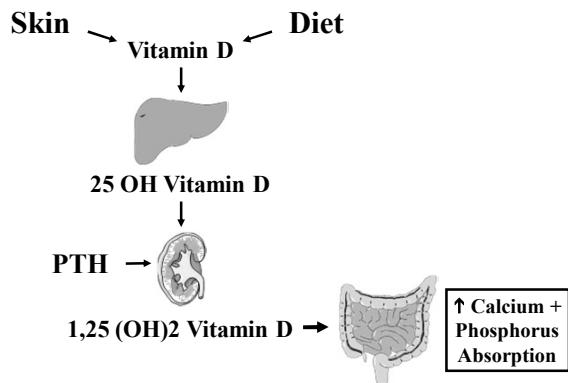 Skin
Diet
Vitamin D
25 OH Vitamin D
PTH
1,25 (OH)2 Vitamin D
↑ Calcium +
Phosphorus
Absorption